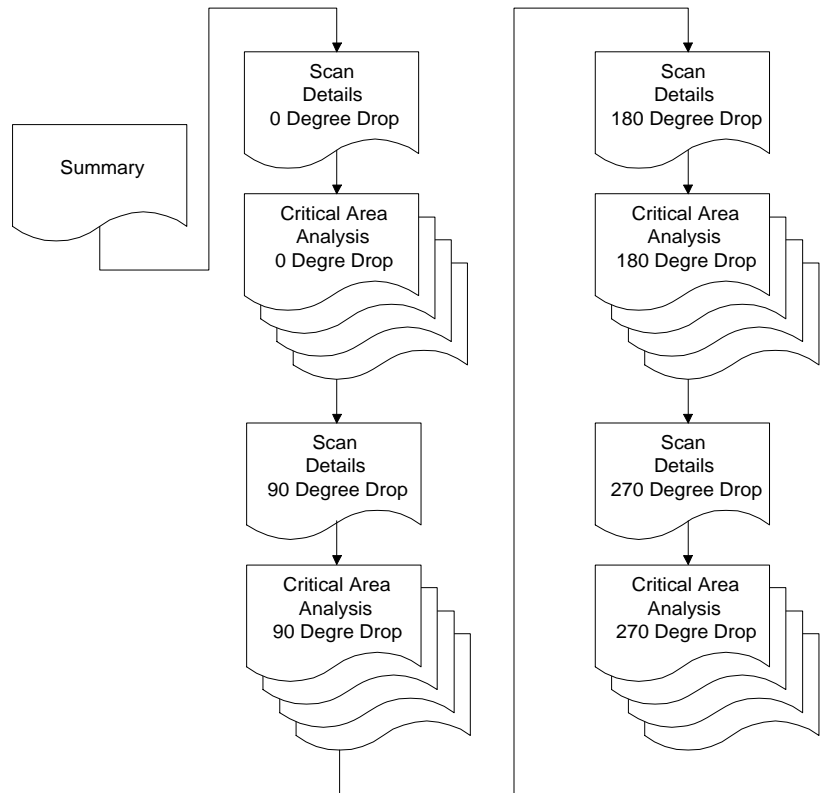 Summary
Scan
Details
0 Degree Drop
Critical Area
Analysis
0 Degre Drop
Scan
Details
90 Degree Drop
Critical Area
Analysis
90 Degre Drop
Scan
Details
180 Degree Drop
Critical Area
Analysis
180 Degre Drop
Scan
Details
270 Degree Drop
Critical Area
Analysis
270 Degre Drop